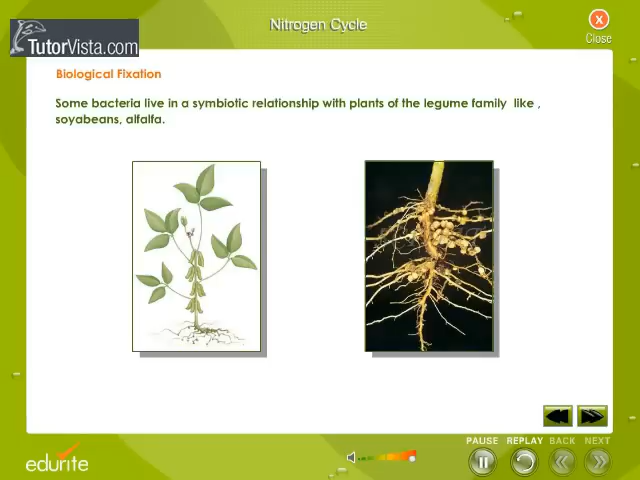 Nitrogen Cycle
X
Close
TutorVista.com
Biological Fixation
Some bacteria live in a symbiotic relationship with plants of the legume family like ,
soyabeans, alfalfa.
PAUSE REPLAY BACK NEXT
edurite